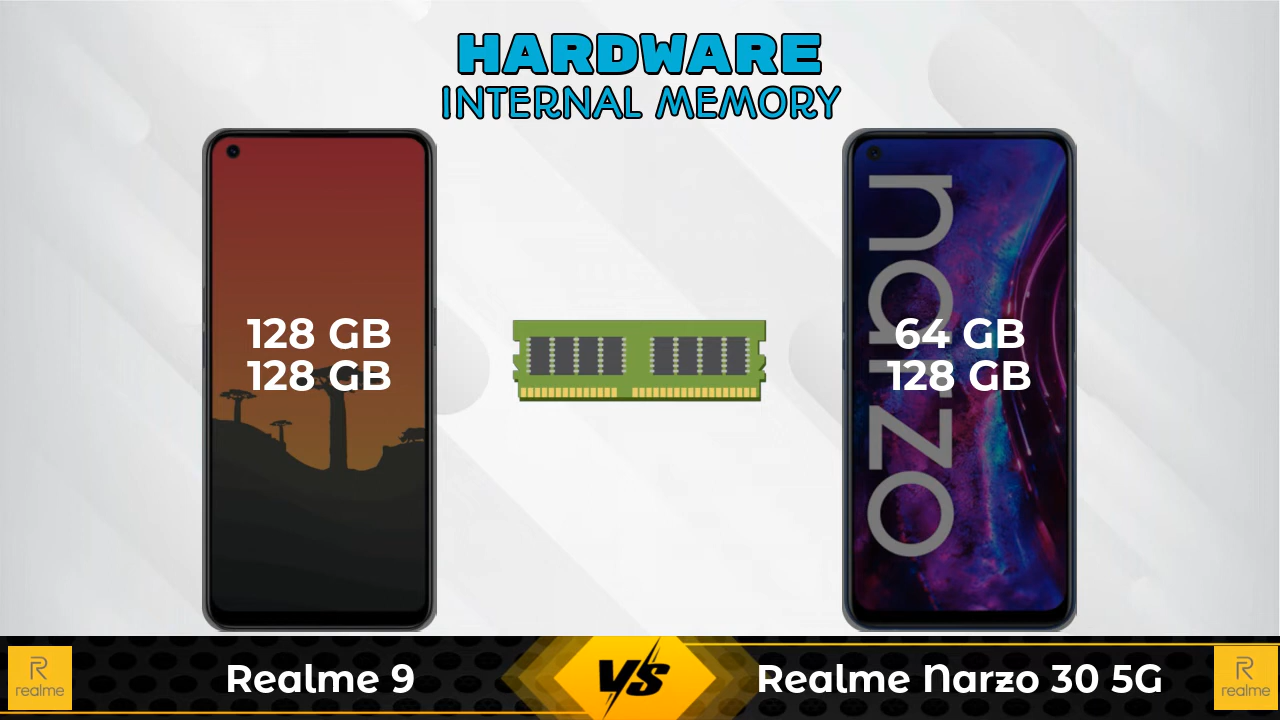 HARDWARE
INTERNAL MEMORY
128 GB
128 GB
narzo
64 GB
128 GB
R
realme
Realme 9
VS
Realme Narzo 30 5G
R
realme